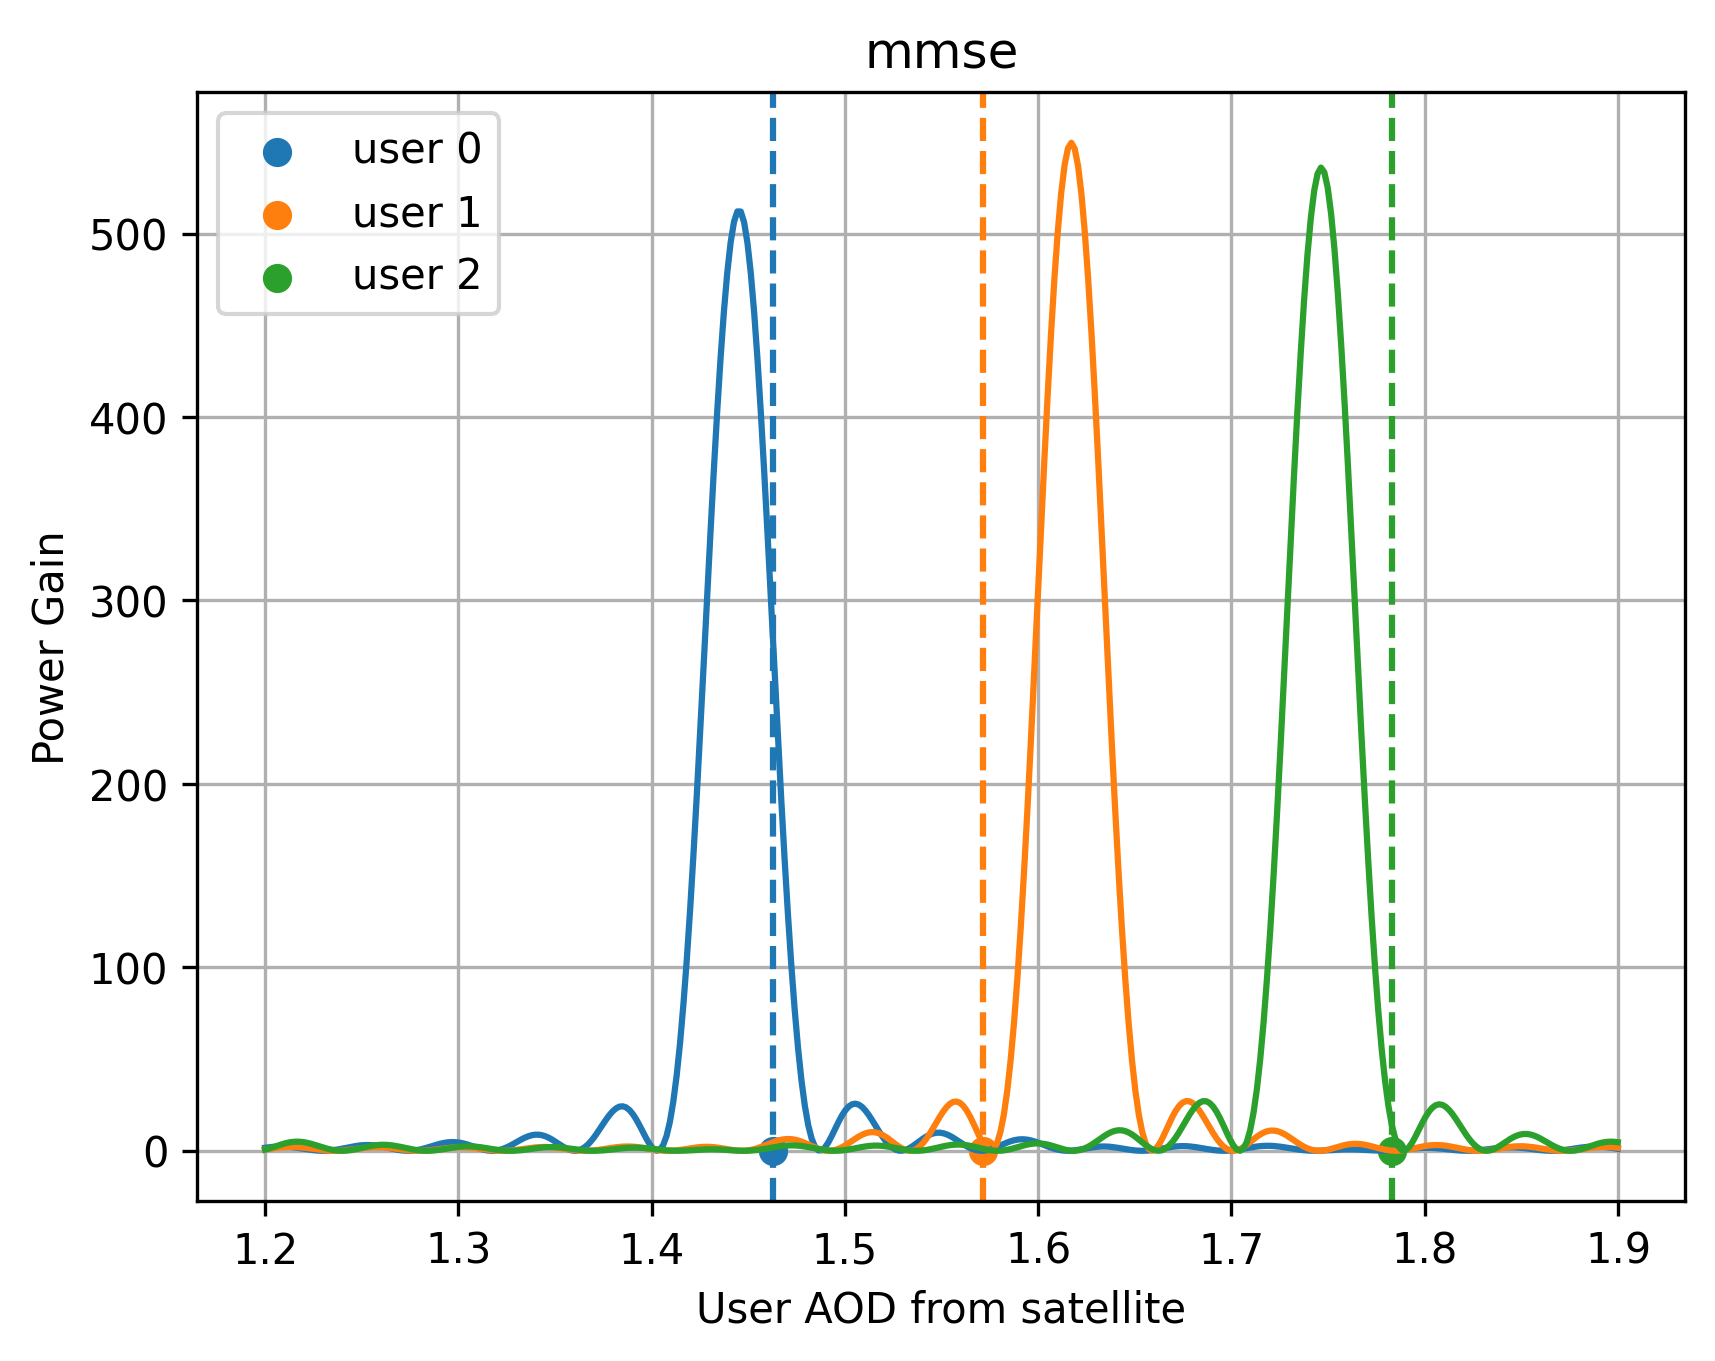 mmse
user 0
user 1
user 2
Power Gain
500
400
300
200
100
0
1.2 1.3 1.4 1.5 1.6 1.7 1.8 1.9
User AOD from satellite